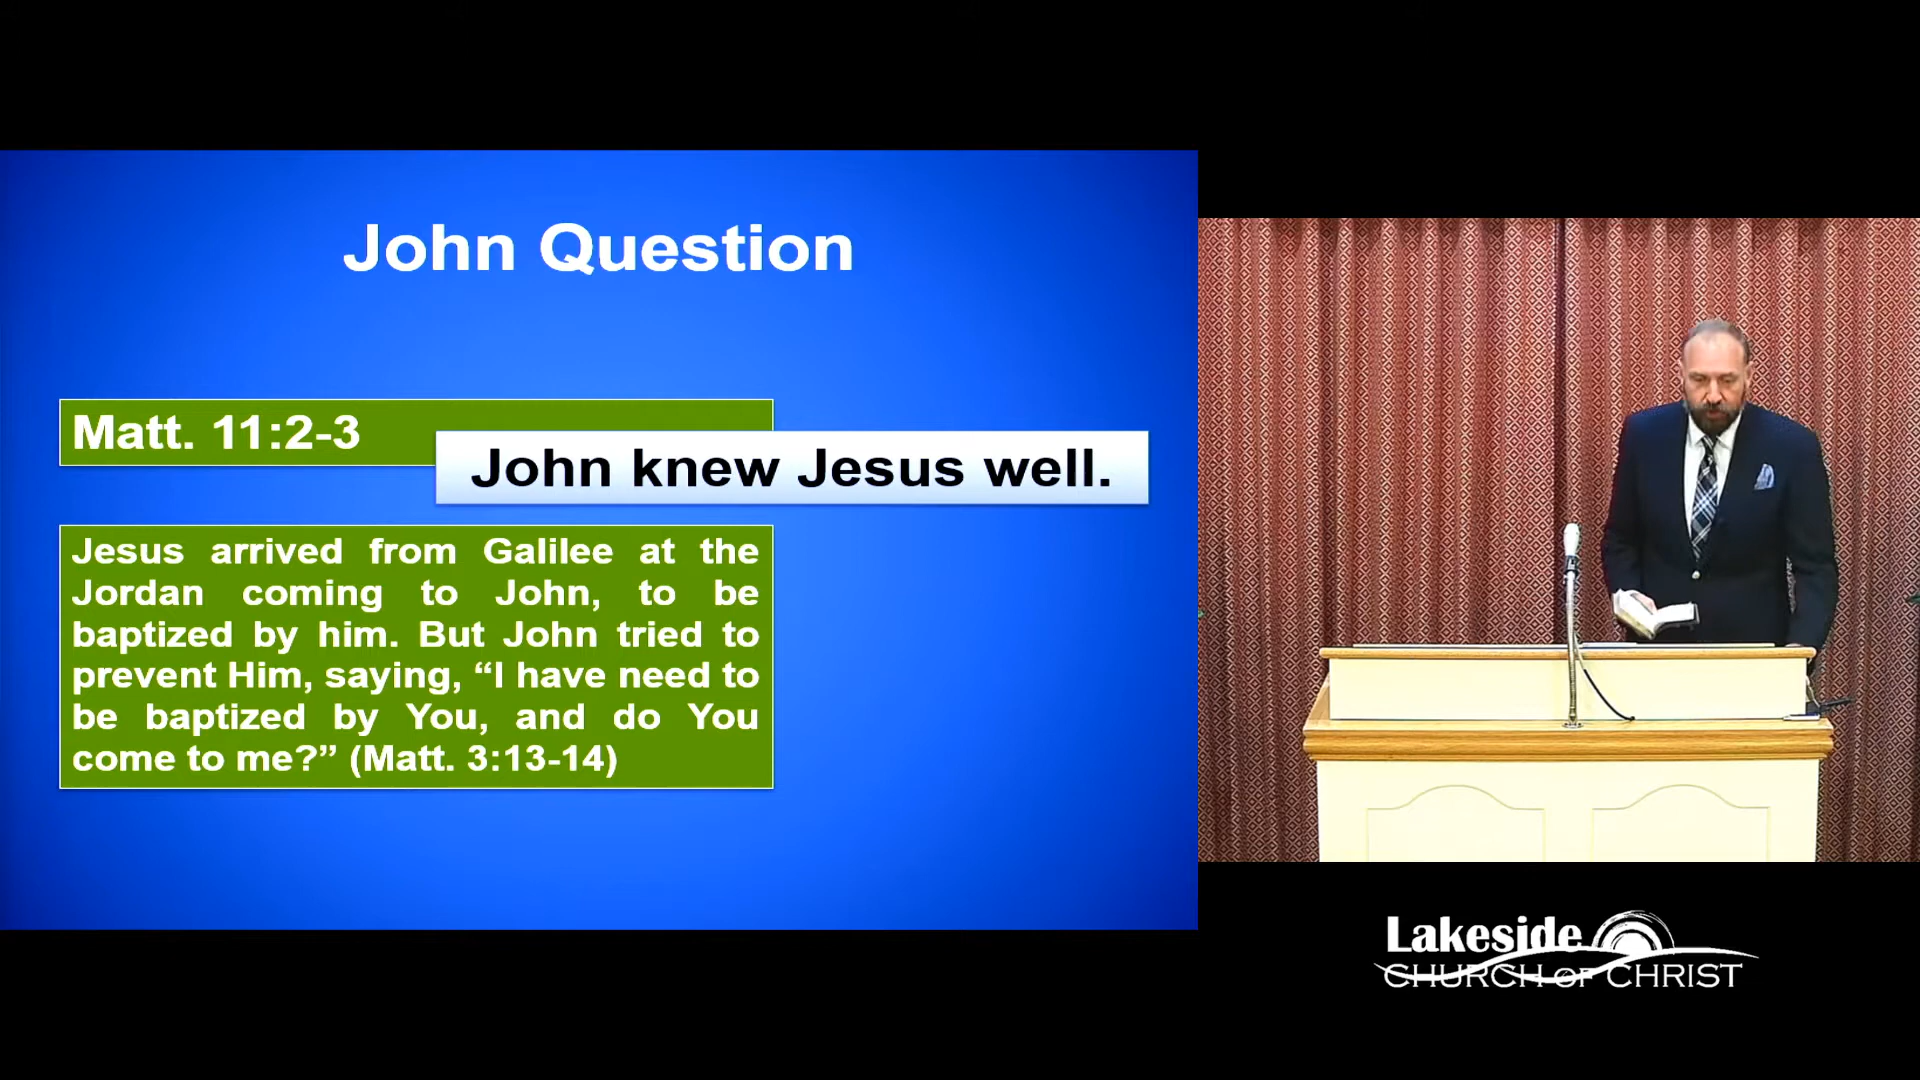 John Question
Matt. 11:2-3
John knew Jesus well.
Jesus arrived from Galilee at the
Jordan coming to John, to be
baptized by him. But John tried to
prevent Him, saying, “I have need to
be baptized by You, and do You
come to me?” (Matt. 3:13-14)
Lakeside
CHURCH OF CHRIST